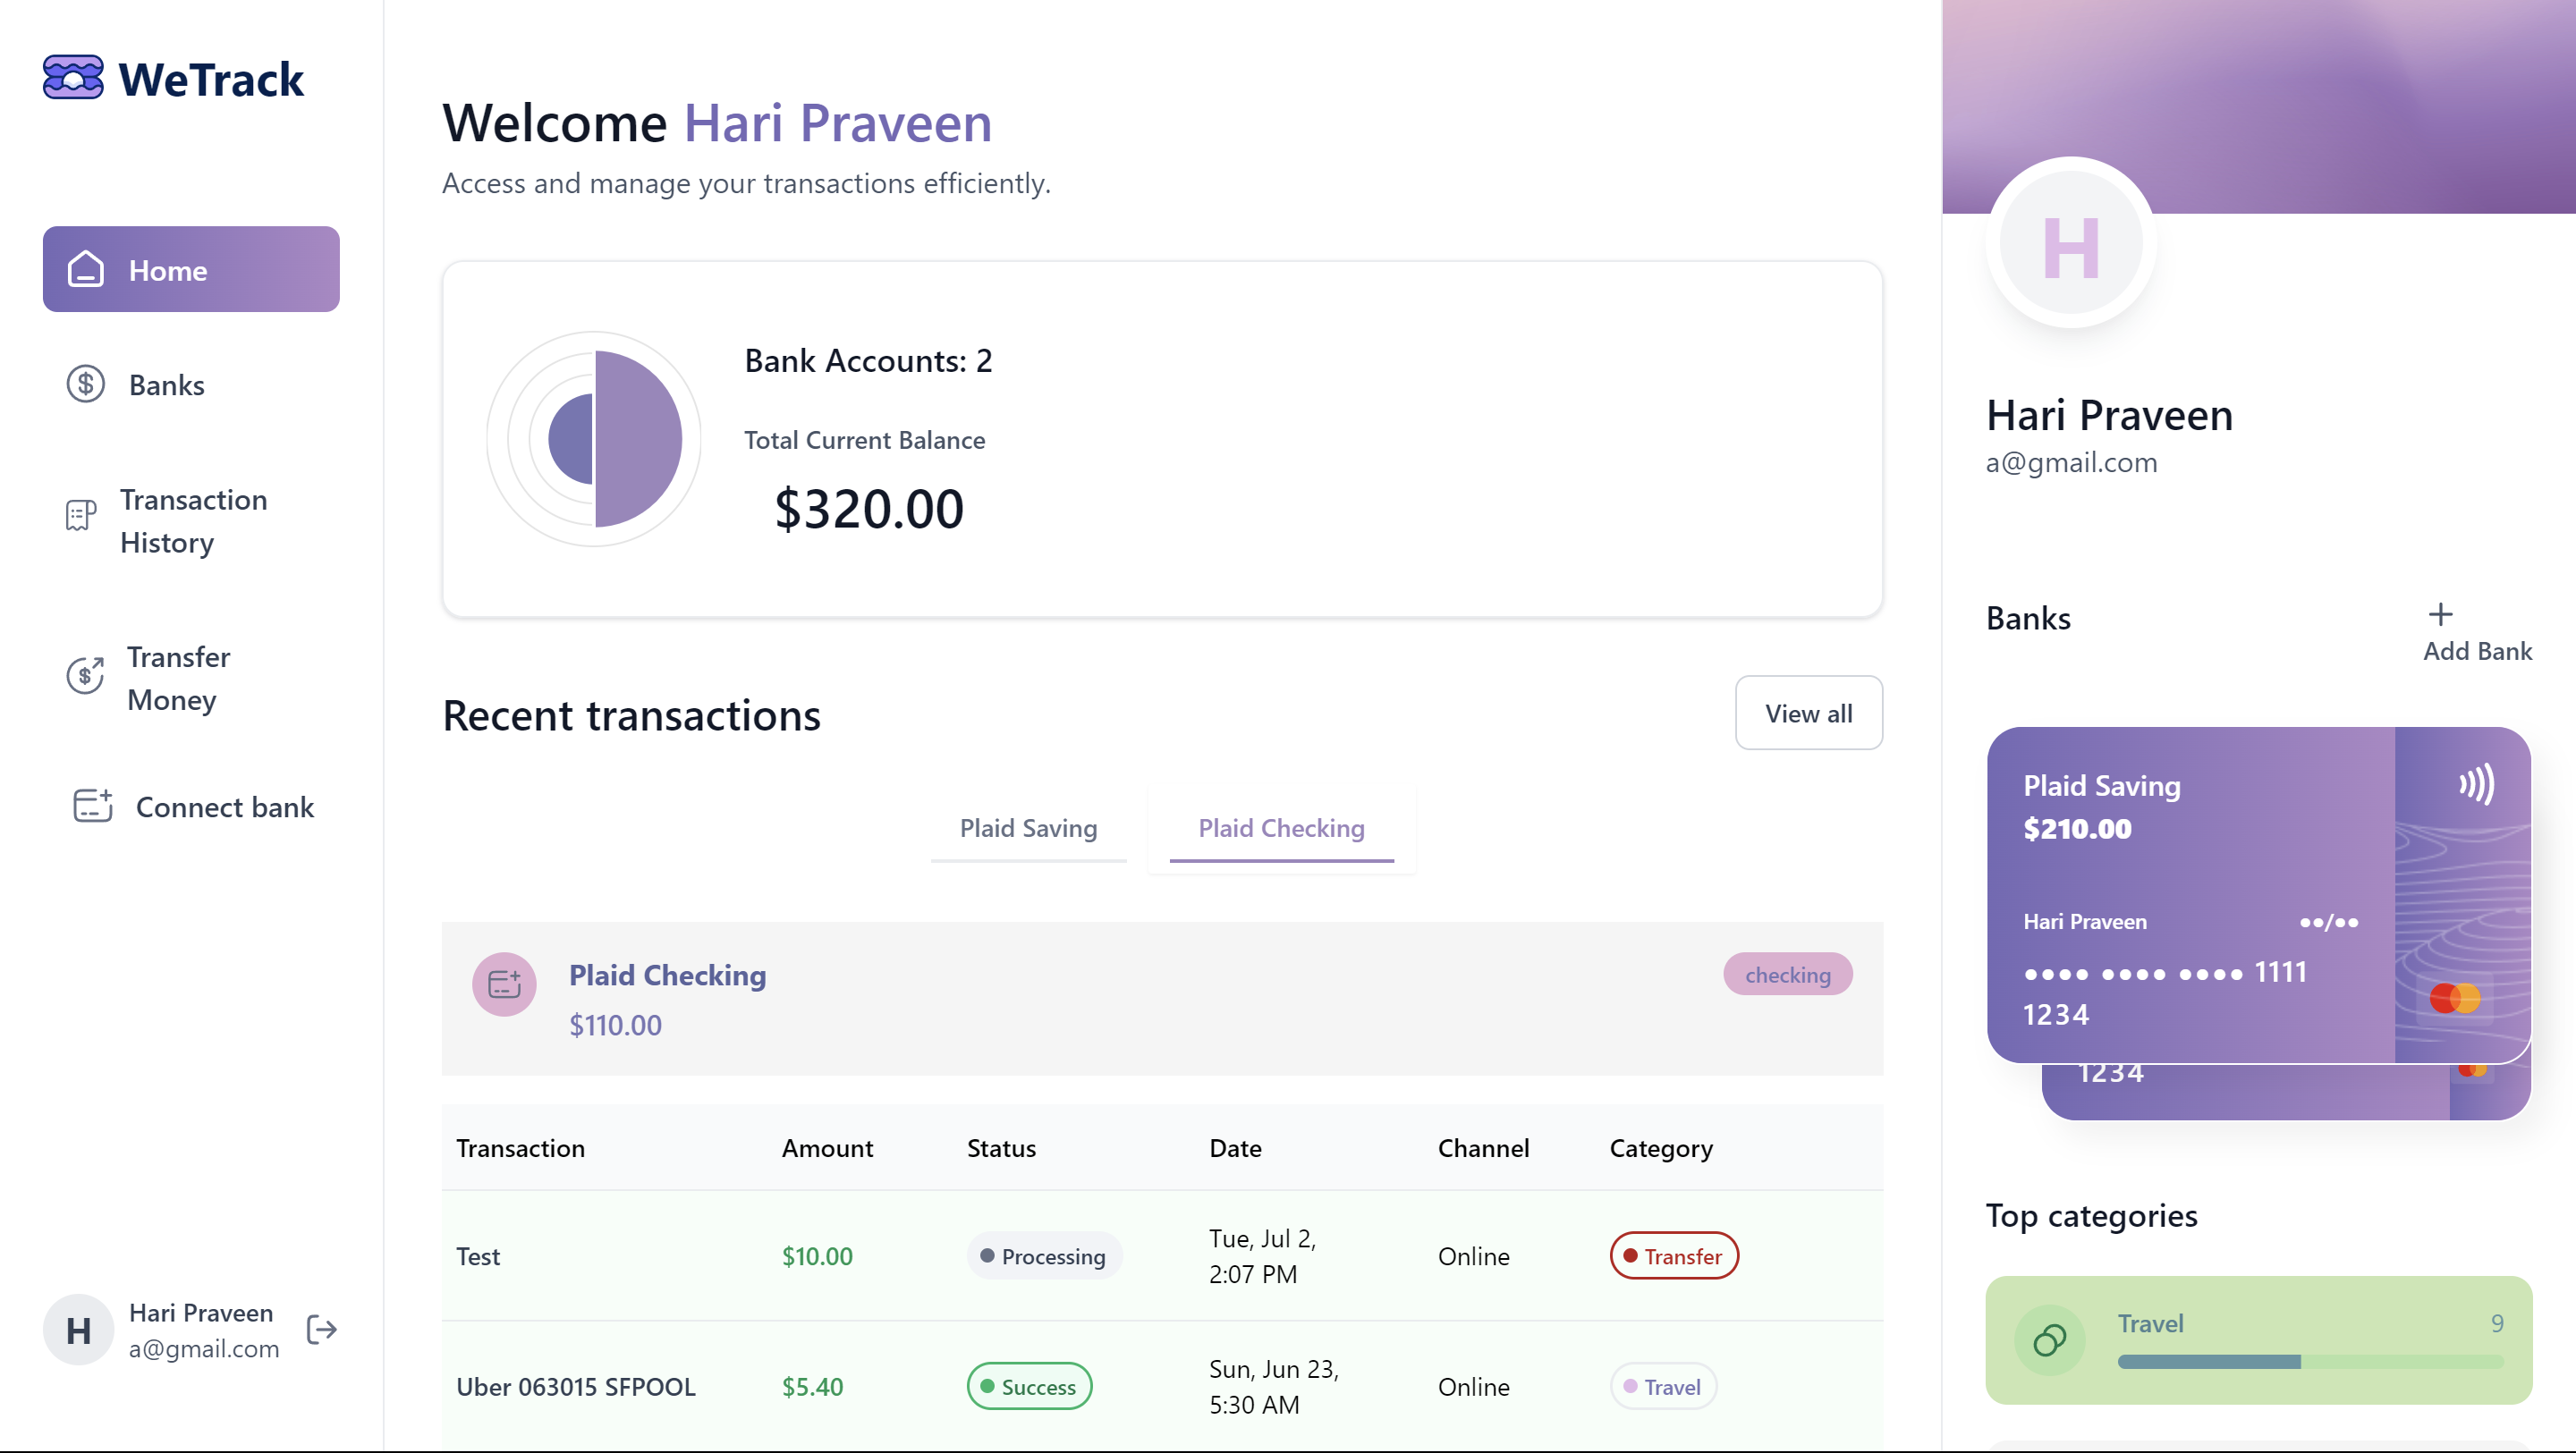 WeTrack
Home
Banks
Transaction
History
Transfer
Money
Connect bank
H
Hari Praveen
a@gmail.com
Welcome Hari Praveen
Access and manage your transactions efficiently.
Bank Accounts: 2
Total Current Balance
$320.00
Recent transactions
View all
Plaid Saving
Plaid Checking
Plaid Checking
$110.00
checking
Transaction Amount Status Date Channel Category
Test $10.00 Processing Tue, Jul 2, 2:07 PM Online Transfer
Uber 063015 SFPOOL $5.40 Success Sun, Jun 23, 5:30 AM Online Travel
H
Hari Praveen
a@gmail.com
Banks
+ Add Bank
Plaid Saving
$210.00
Hari Praveen ●●/●●
●●●● ●●●● ●●●● 1111
1234
1234
Top categories
Travel 9